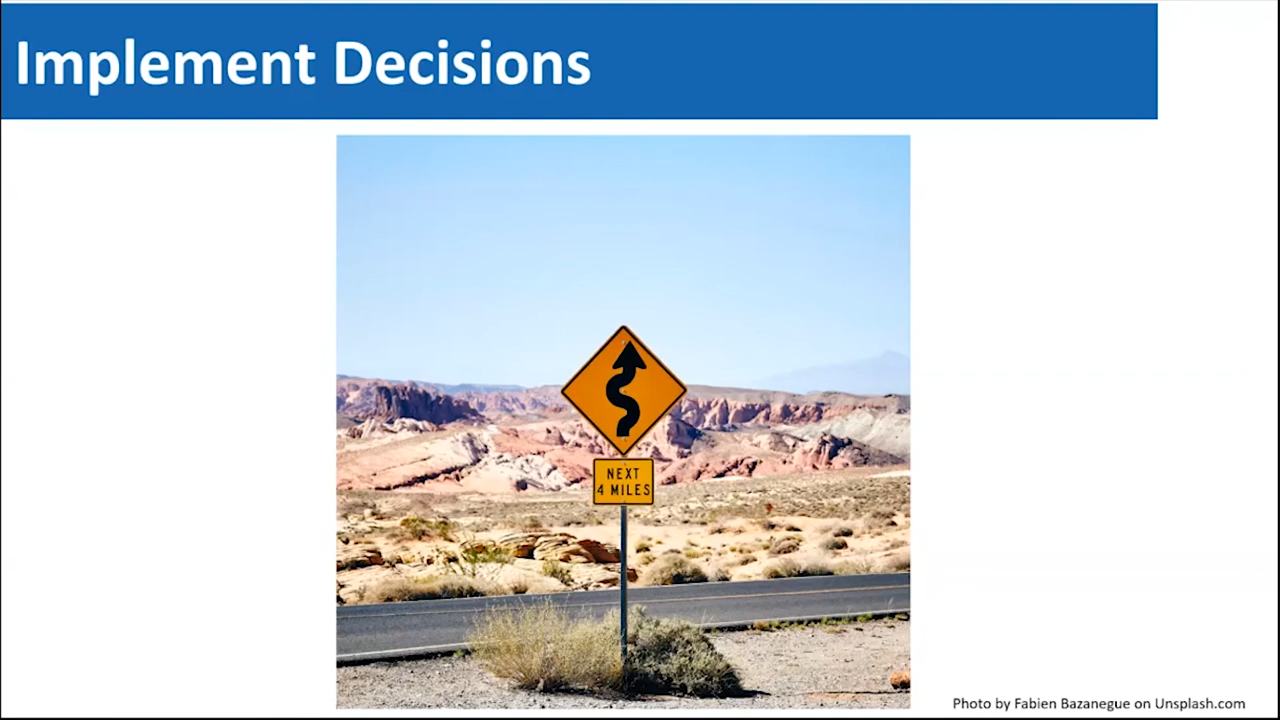 Implement Decisions
NEXT
4 MILES
Photo by Fabien Bazanegue on Unsplash.com